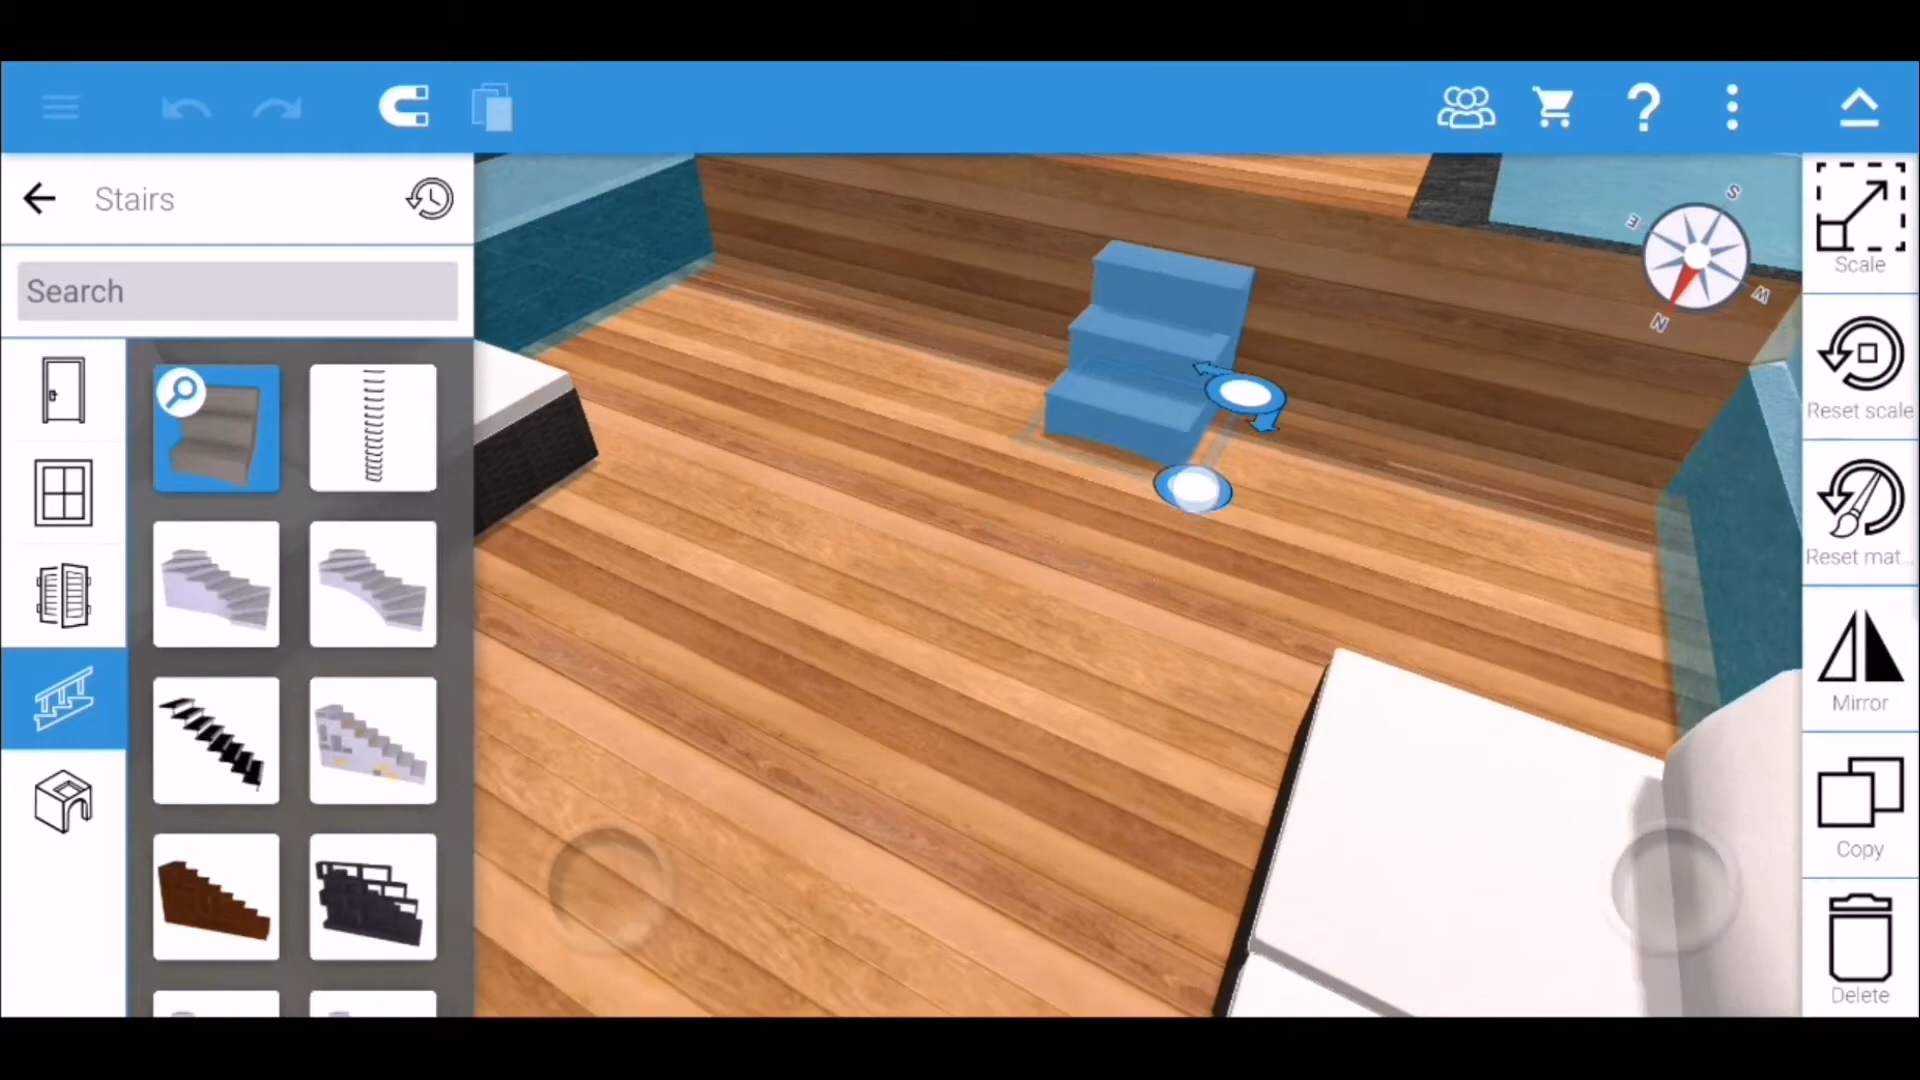 Stairs
Search
S
E
W
N
Scale
Reset scale
Reset mat...
Mirror
Copy
Delete